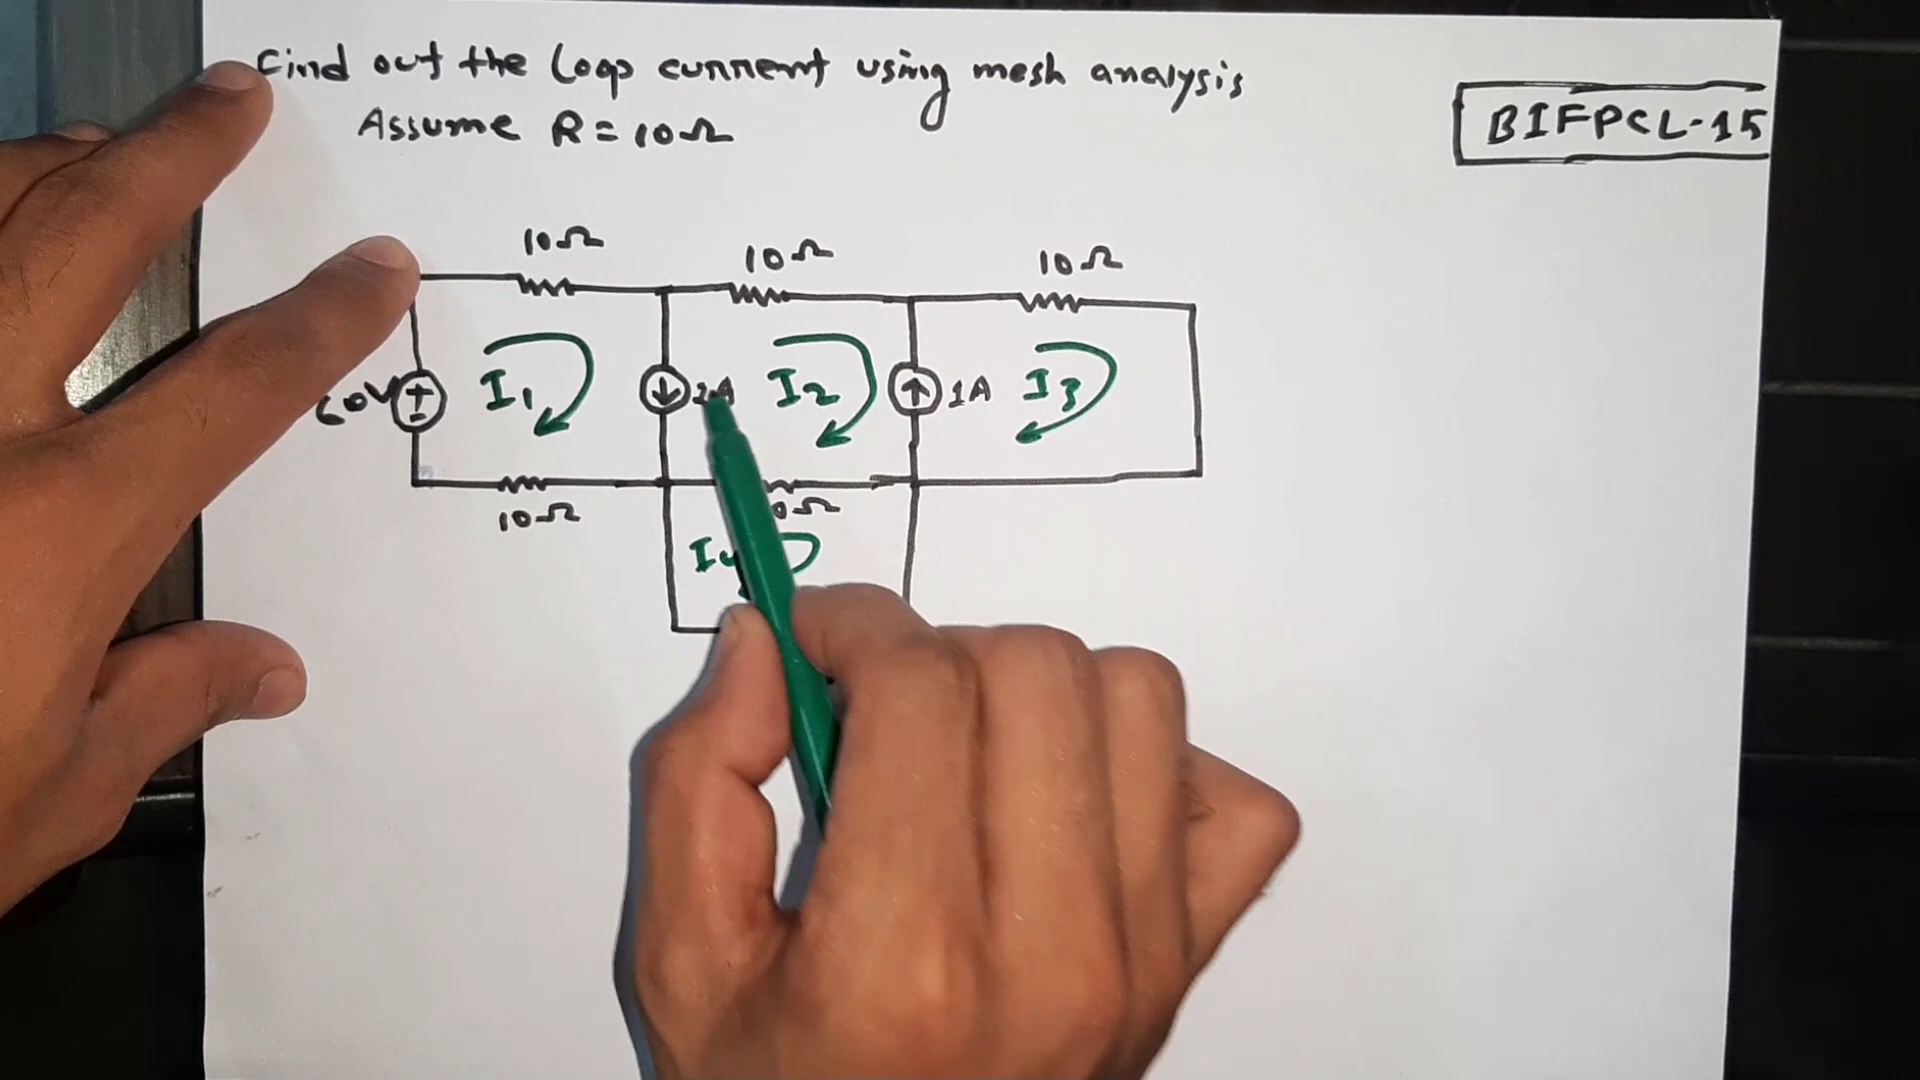 Find out the Loop current using mesh analysis
Assume R = 10Ω
BIFPCL-15
10Ω
10Ω
10Ω
60V
I1
I2
1A
I3
10Ω
0Ω